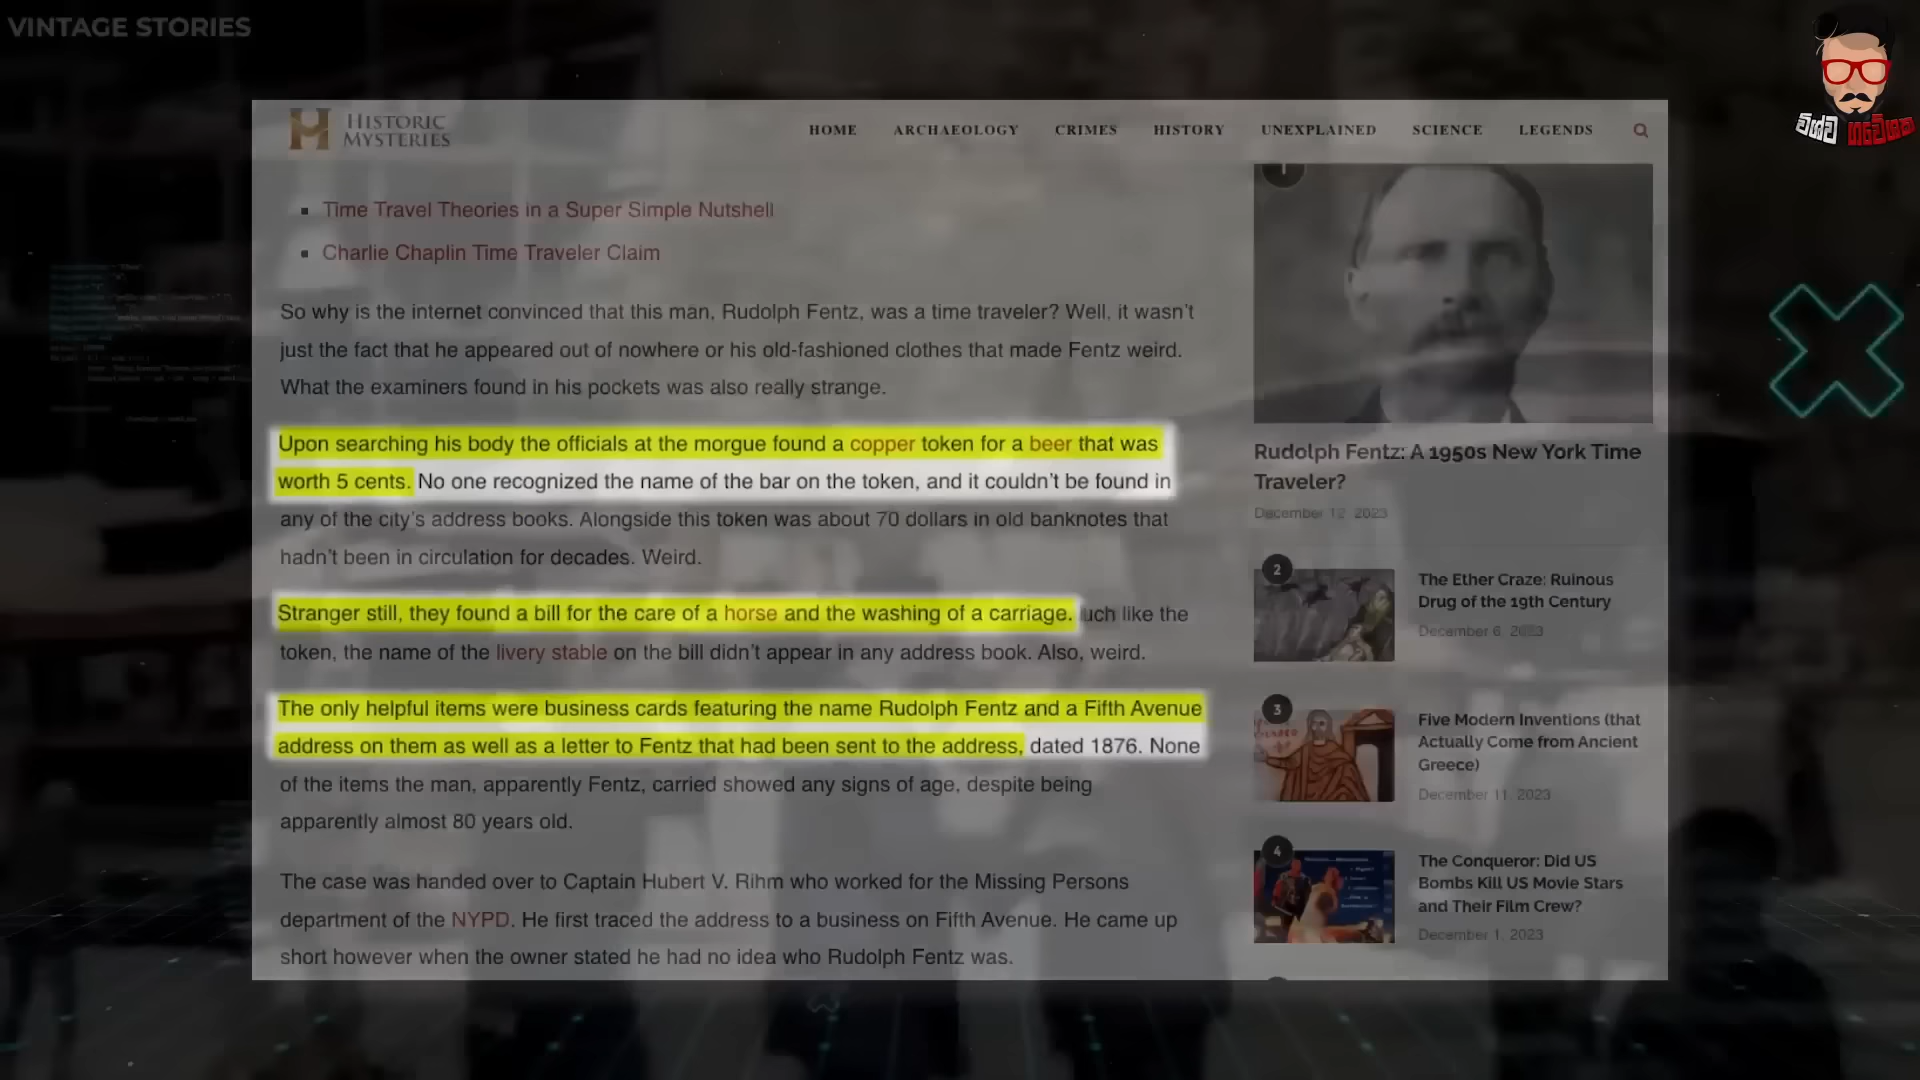 VINTAGE STORIES
විශ්ව ගවේශක
HISTORIC
MYSTERIES
HOME ARCHAEOLOGY CRIMES HISTORY UNEXPLAINED SCIENCE LEGENDS
Time Travel Theories in a Super Simple Nutshell
Charlie Chaplin Time Traveler Claim
So why is the internet convinced that this man, Rudolph Fentz, was a time traveler? Well, it wasn't
just the fact that he appeared out of nowhere or his old-fashioned clothes that made Fentz weird.
What the examiners found in his pockets was also really strange.
Upon searching his body the officials at the morgue found a copper token for a beer that was
worth 5 cents. No one recognized the name of the bar on the token, and it couldn't be found in
any of the city's address books. Alongside this token was about 70 dollars in old banknotes that
hadn't been in circulation for decades. Weird.
Stranger still, they found a bill for the care of a horse and the washing of a carriage. uch like the
token, the name of the livery stable on the bill didn't appear in any address book. Also, weird.
The only helpful items were business cards featuring the name Rudolph Fentz and a Fifth Avenue
address on them as well as a letter to Fentz that had been sent to the address, dated 1876. None
of the items the man, apparently Fentz, carried showed any signs of age, despite being
apparently almost 80 years old.
The case was handed over to Captain Hubert V. Rihm who worked for the Missing Persons
department of the NYPD. He first traced the address to a business on Fifth Avenue. He came up
short however when the owner stated he had no idea who Rudolph Fentz was.
1
Rudolph Fentz: A 1950s New York Time
Traveler?
December 12, 2023
2
The Ether Craze: Ruinous
Drug of the 19th Century
December 6, 2023
3
Five Modern Inventions (that
Actually Come from Ancient
Greece)
December 11, 2023
4
The Conqueror: Did US
Bombs Kill US Movie Stars
and Their Film Crew?
December 1, 2023